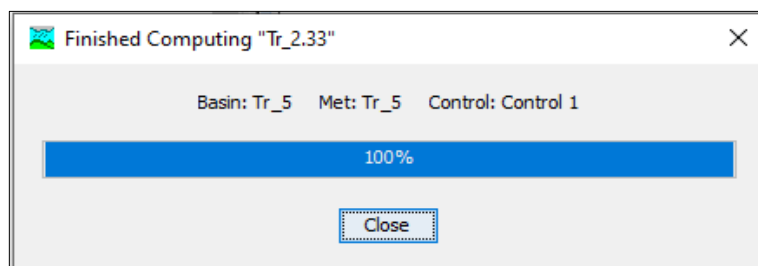 Finished Computing "Tr_2.33"
Basin: Tr_5 Met: Tr_5 Control: Control 1
100%
Close